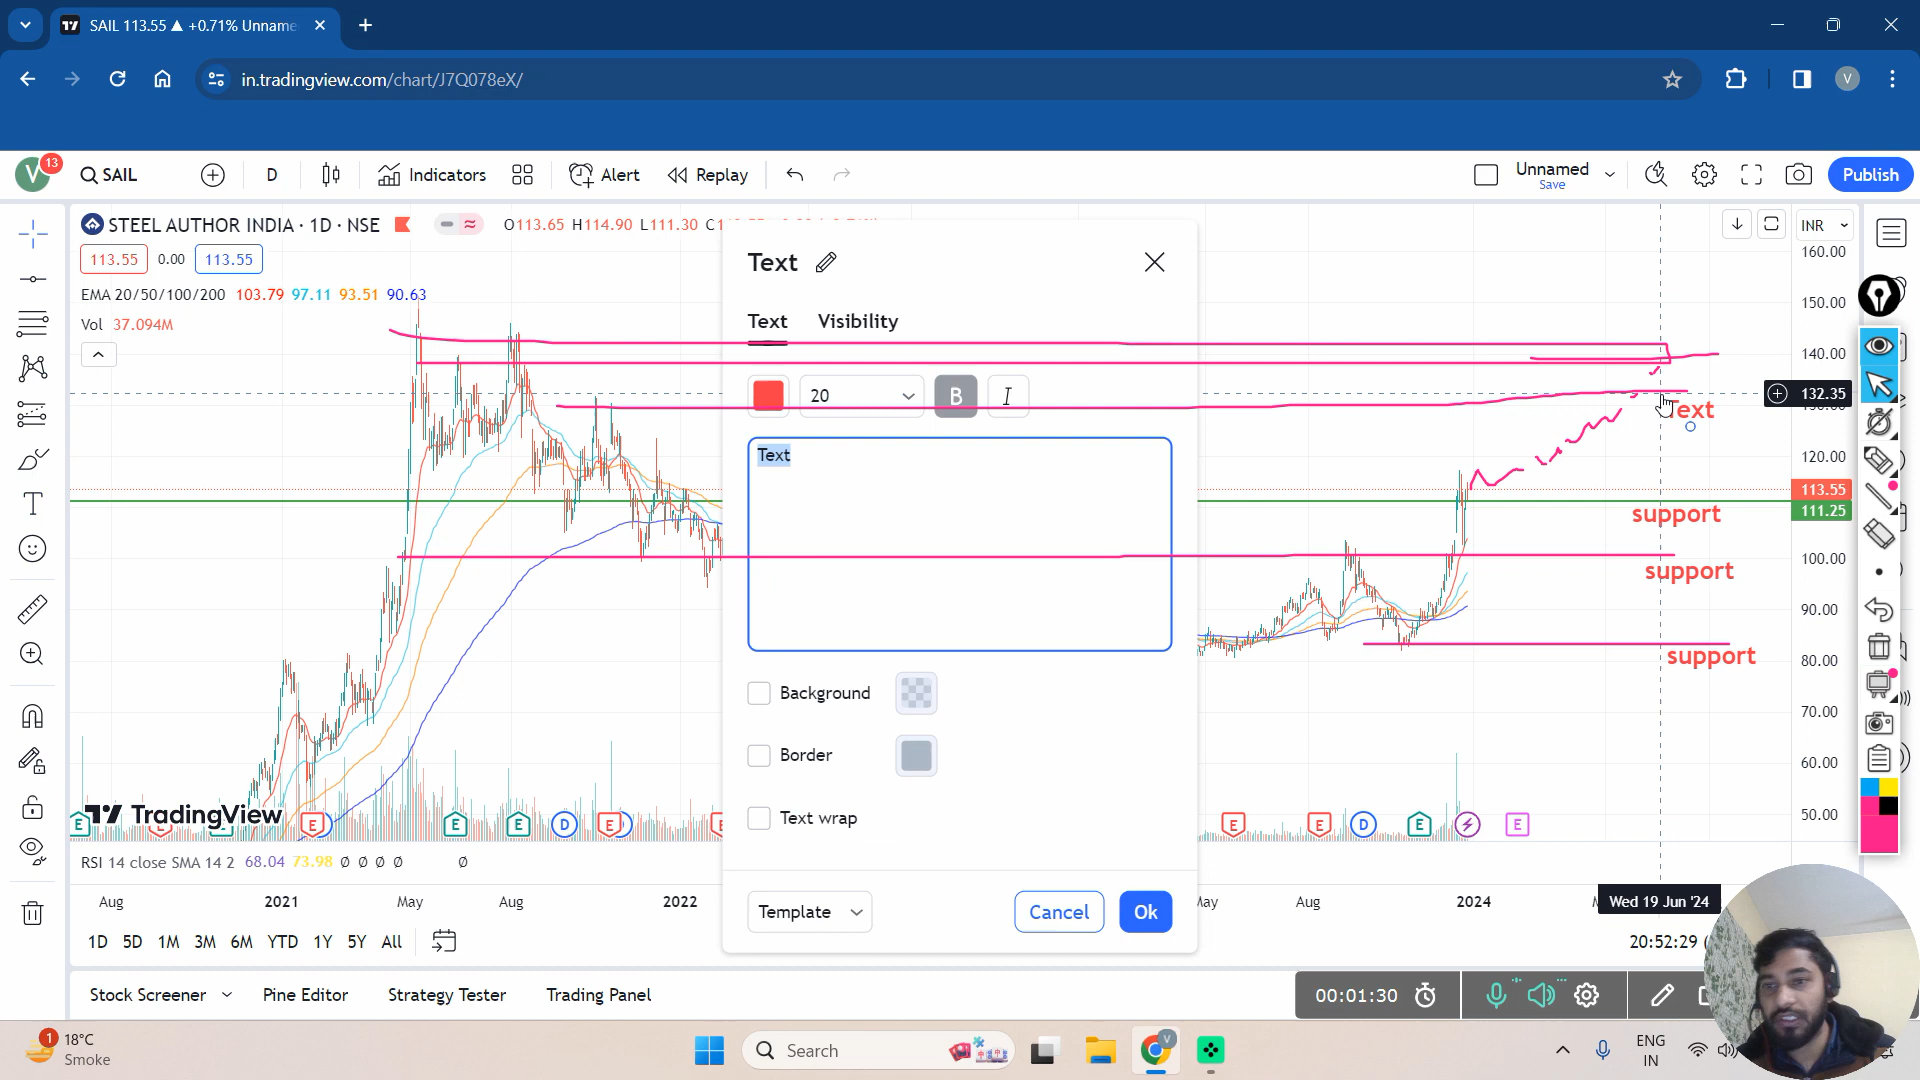 SAIL 113.55 ▲ +0.71% Unname
in.tradingview.com/chart/J7Q078eX/
V
V
13
SAIL
D
Indicators
Alert
Replay
Unnamed
Save
Publish
STEEL AUTHOR INDIA · 1D · NSE
O113.65 H114.90 L111.30 C1
INR
113.55
0.00
113.55
EMA 20/50/100/200 103.79 97.11 93.51 90.63
Vol 37.094M
Text
Text
Visibility
20
B
I
Text
Background
Border
Text wrap
Template
Cancel
Ok
Text
support
support
support
160.00
150.00
140.00
132.35
120.00
113.55
111.25
100.00
90.00
80.00
70.00
60.00
50.00
TradingView
E
E
E
D
E
E
E
D
E
E
RSI 14 close SMA 14 2 68.04 73.98 Ø Ø Ø Ø Ø
Aug
2021
May
Aug
2022
May
Aug
2024
Wed 19 Jun '24
1D
5D
1M
3M
6M
YTD
1Y
5Y
All
20:52:29
Stock Screener
Pine Editor
Strategy Tester
Trading Panel
00:01:30
1
18°C
Smoke
Search
V
ENG
IN